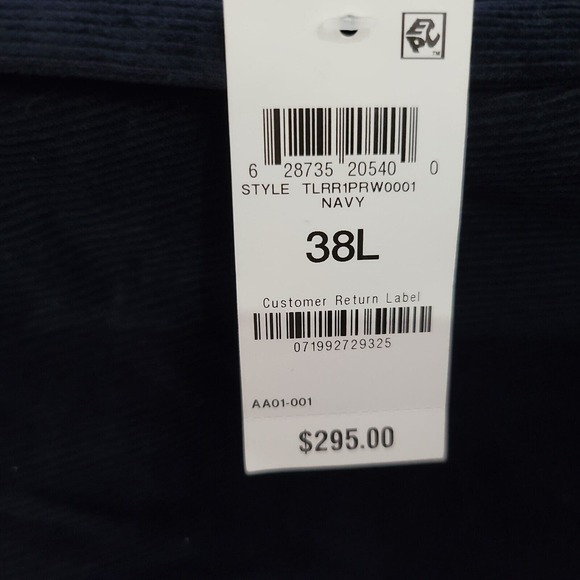 6 28735 20540 0
STYLE TLRR1PRW0001
NAVY
38L
Customer Return Label
071992729325
AA01-001
$295.00